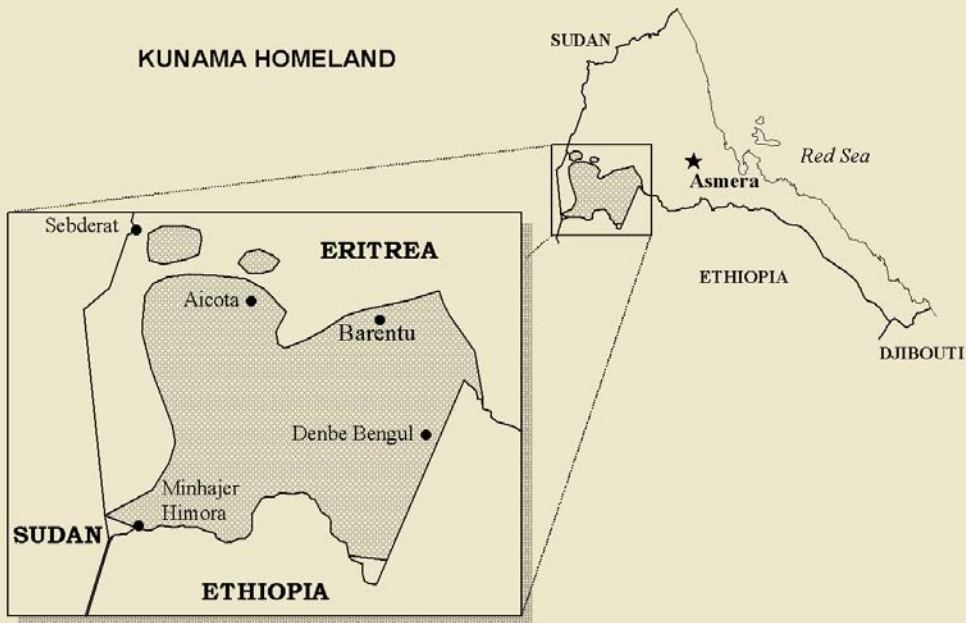 KUNAMA HOMELAND
SUDAN
Red Sea
Asmera
ETHIOPIA
DJIBOUTI
Sebderat
ERITREA
Aicota
Barentu
Denbe Bengul
Minhajer
Himora
SUDAN
ETHIOPIA